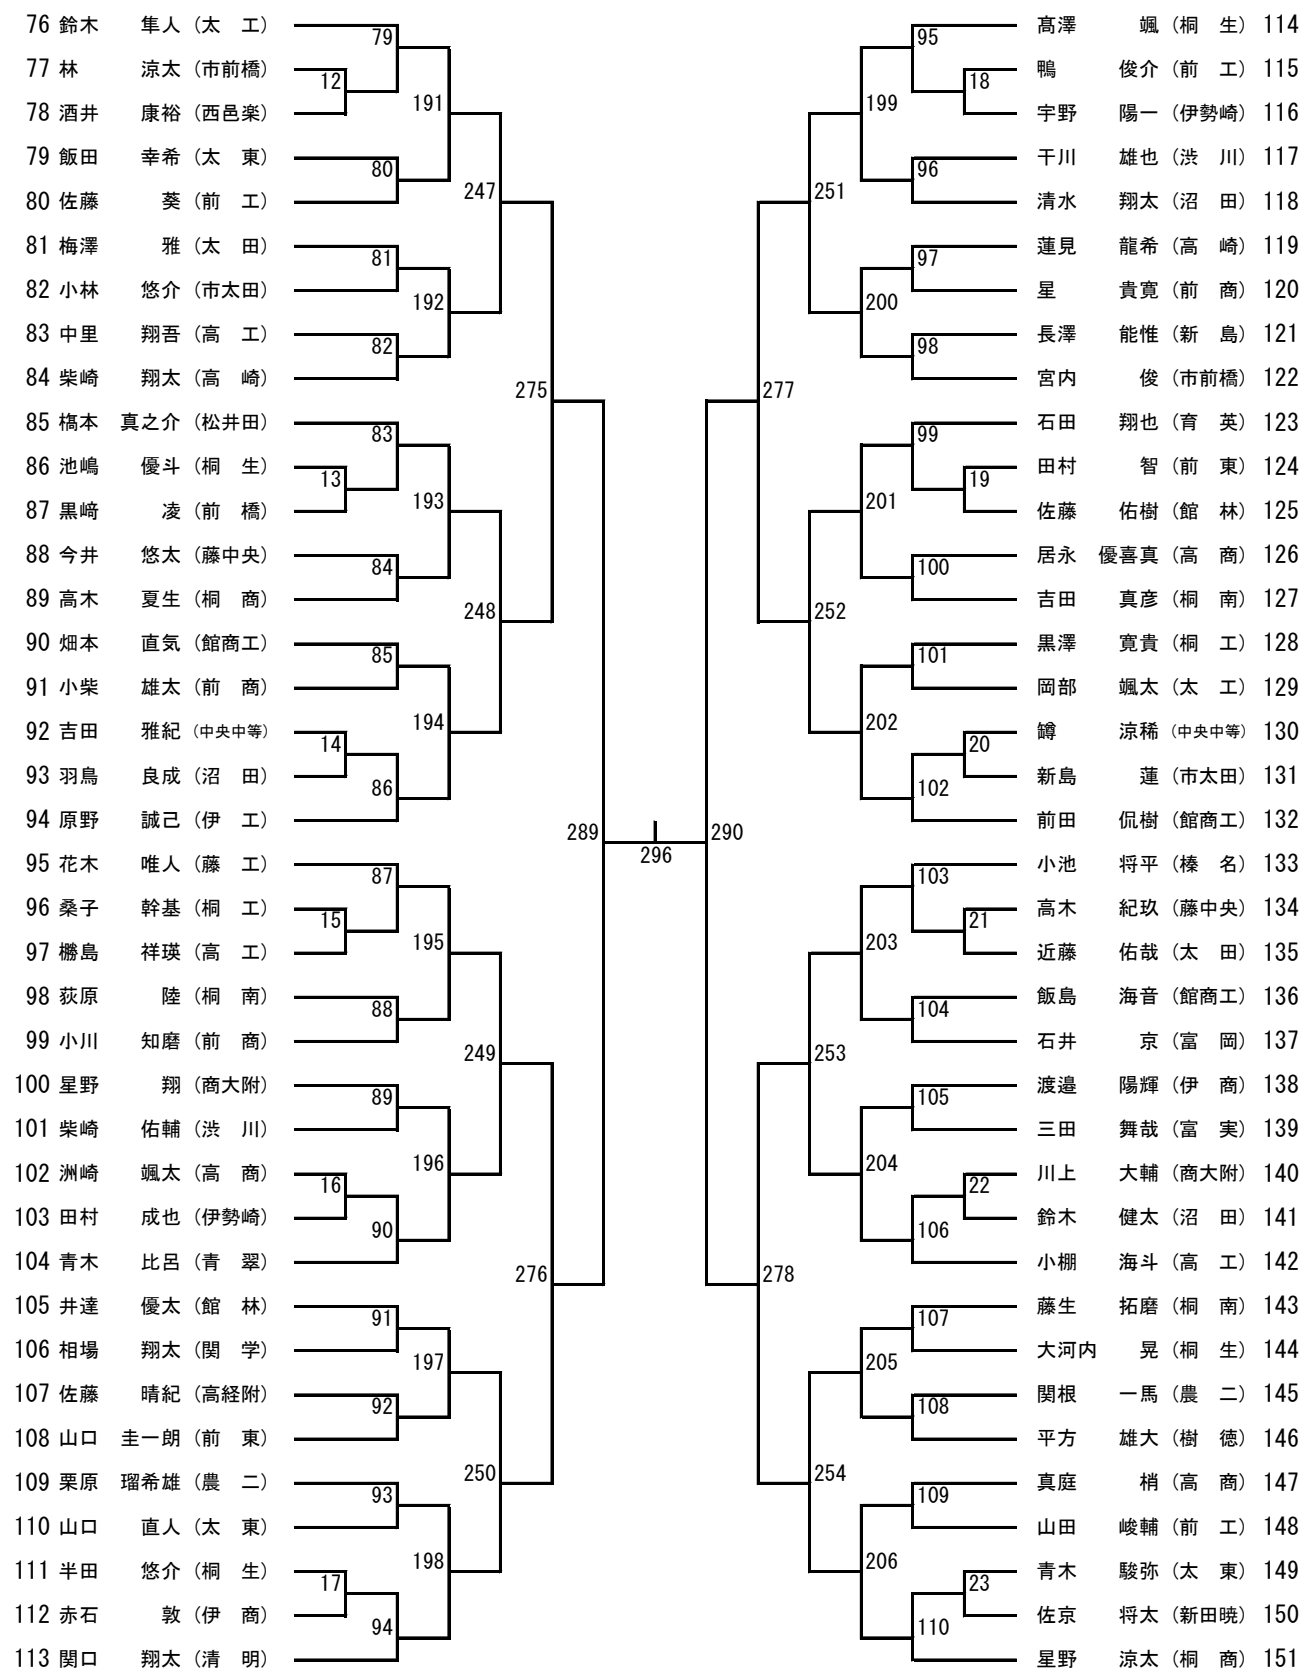 76 鈴木 隼人 (太 工)
77 林 涼太 (市前橋)
78 酒井 康裕 (西邑楽)
79 飯田 幸希 (太 東)
80 佐藤 葵 (前 工)
81 梅澤 雅 (太 田)
82 小林 悠介 (市太田)
83 中里 翔吾 (高 工)
84 柴崎 翔太 (高 崎)
85 樢本 真之介 (松井田)
86 池嶋 優斗 (桐 生)
87 黒﨑 凌 (前 橋)
88 今井 悠太 (藤中央)
89 高木 夏生 (桐 商)
90 畑本 直気 (館商工)
91 小柴 雄太 (前 商)
92 吉田 雅紀 (中央中等)
93 羽鳥 良成 (沼 田)
94 原野 誠己 (伊 工)
95 花木 唯人 (藤 工)
96 桑子 幹基 (桐 工)
97 橳島 祥瑛 (高 工)
98 荻原 陸 (桐 南)
99 小川 知磨 (前 商)
100 星野 翔 (商大附)
101 柴崎 佑輔 (渋 川)
102 洲崎 颯太 (高 商)
103 田村 成也 (伊勢崎)
104 青木 比呂 (青 翠)
105 井達 優太 (館 林)
106 相場 翔太 (関 学)
107 佐藤 晴紀 (高経附)
108 山口 圭一朗 (前 東)
109 栗原 瑠希雄 (農 二)
110 山口 直人 (太 東)
111 半田 悠介 (桐 生)
112 赤石 敦 (伊 商)
113 関口 翔太 (清 明)
12
13
14
15
16
17
79
80
81
82
83
84
85
86
87
88
89
90
91
92
93
94
191
192
193
194
195
196
197
198
247
248
249
250
275
276
289
296
290
277
278
251
252
253
254
199
200
201
202
203
204
205
206
95
96
97
98
99
100
101
102
103
104
105
106
107
108
109
110
18
19
20
21
22
23
髙澤 颯 (桐 生) 114
鴨 俊介 (前 工) 115
宇野 陽一 (伊勢崎) 116
干川 雄也 (渋 川) 117
清水 翔太 (沼 田) 118
蓮見 龍希 (高 崎) 119
星 貴寛 (前 商) 120
長澤 能惟 (新 島) 121
宮内 俊 (市前橋) 122
石田 翔也 (育 英) 123
田村 智 (前 東) 124
佐藤 佑樹 (館 林) 125
居永 優喜真 (高 商) 126
吉田 真彦 (桐 南) 127
黒澤 寛貴 (桐 工) 128
岡部 颯太 (太 工) 129
鱒 涼稀 (中央中等) 130
新島 蓮 (市太田) 131
前田 侃樹 (館商工) 132
小池 将平 (榛 名) 133
高木 紀玖 (藤中央) 134
近藤 佑哉 (太 田) 135
飯島 海音 (館商工) 136
石井 京 (富 岡) 137
渡邉 陽輝 (伊 商) 138
三田 舞哉 (富 実) 139
川上 大輔 (商大附) 140
鈴木 健太 (沼 田) 141
小棚 海斗 (高 工) 142
藤生 拓磨 (桐 南) 143
大河内 晃 (桐 生) 144
関根 一馬 (農 二) 145
平方 雄大 (樹 徳) 146
真庭 梢 (高 商) 147
山田 峻輔 (前 工) 148
青木 駿弥 (太 東) 149
佐京 将太 (新田暁) 150
星野 涼太 (桐 商) 151